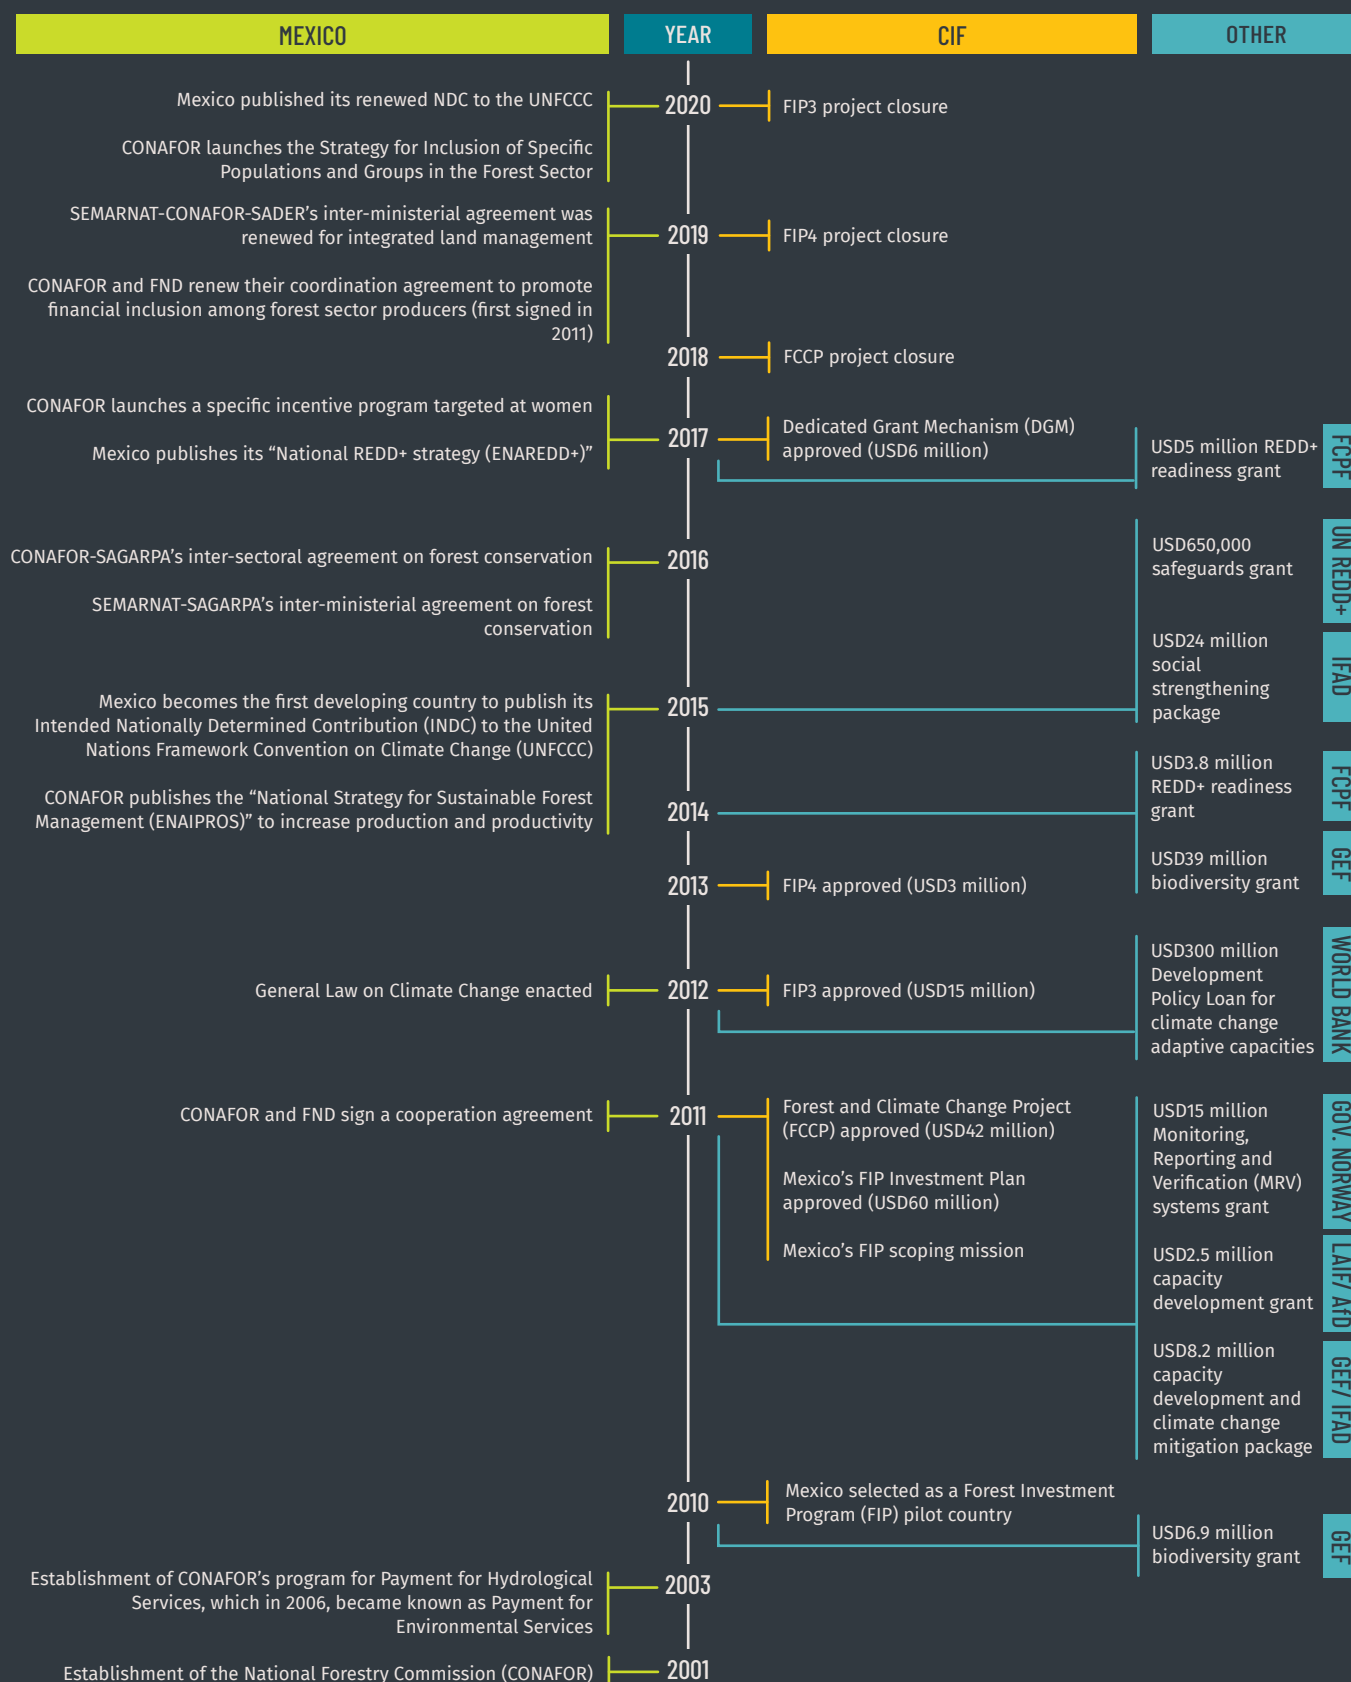 MEXICO
YEAR
CIF
OTHER
Mexico published its renewed NDC to the UNFCCC
CONAFOR launches the Strategy for Inclusion of Specific
Populations and Groups in the Forest Sector
2020
FIP3 project closure
SEMARNAT-CONAFOR-SADER’s inter-ministerial agreement was
renewed for integrated land management
CONAFOR and FND renew their coordination agreement to promote
financial inclusion among forest sector producers (first signed in
2011)
2019
FIP4 project closure
2018
FCCP project closure
CONAFOR launches a specific incentive program targeted at women
Mexico publishes its “National REDD+ strategy (ENAREDD+)”
2017
Dedicated Grant Mechanism (DGM)
approved (USD6 million)
USD5 million REDD+
readiness grant
FCPF
CONAFOR-SAGARPA’s inter-sectoral agreement on forest conservation
SEMARNAT-SAGARPA’s inter-ministerial agreement on forest
conservation
2016
USD650,000
safeguards grant
UN REDD+
USD24 million
social
strengthening
package
IFAD
Mexico becomes the first developing country to publish its
Intended Nationally Determined Contribution (INDC) to the United
Nations Framework Convention on Climate Change (UNFCCC)
CONAFOR publishes the “National Strategy for Sustainable Forest
Management (ENAIPROS)” to increase production and productivity
2015
2014
USD3.8 million
REDD+ readiness
grant
FCPF
USD39 million
biodiversity grant
GEF
2013
FIP4 approved (USD3 million)
General Law on Climate Change enacted
2012
FIP3 approved (USD15 million)
USD300 million
Development
Policy Loan for
climate change
adaptive capacities
WORLD BANK
CONAFOR and FND sign a cooperation agreement
2011
Forest and Climate Change Project
(FCCP) approved (USD42 million)
Mexico’s FIP Investment Plan
approved (USD60 million)
Mexico’s FIP scoping mission
USD15 million
Monitoring,
Reporting and
Verification (MRV)
systems grant
GOV. NORWAY
USD2.5 million
capacity
development grant
LAIF/ AfD
USD8.2 million
capacity
development and
climate change
mitigation package
GEF/ IFAD
2010
Mexico selected as a Forest Investment
Program (FIP) pilot country
USD6.9 million
biodiversity grant
GEF
Establishment of CONAFOR’s program for Payment for Hydrological
Services, which in 2006, became known as Payment for
Environmental Services
2003
Establishment of the National Forestry Commission (CONAFOR)
2001